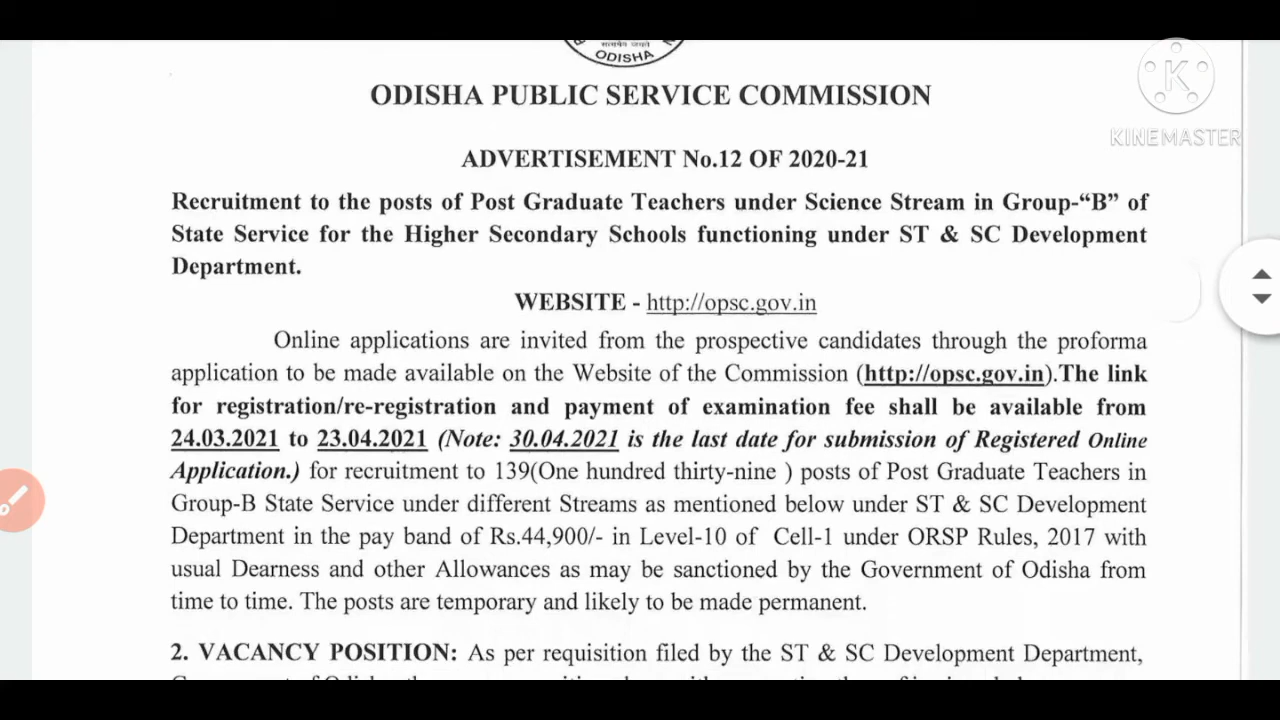 सत्यमेव जयते
ODISHA
ODISHA PUBLIC SERVICE COMMISSION
KINEMASTER
ADVERTISEMENT No.12 OF 2020-21
Recruitment to the posts of Post Graduate Teachers under Science Stream in Group-“B” of
State Service for the Higher Secondary Schools functioning under ST & SC Development
Department.
WEBSITE - http://opsc.gov.in
Online applications are invited from the prospective candidates through the proforma
application to be made available on the Website of the Commission (http://opsc.gov.in).The link
for registration/re-registration and payment of examination fee shall be available from
24.03.2021 to 23.04.2021 (Note: 30.04.2021 is the last date for submission of Registered Online
Application.) for recruitment to 139(One hundred thirty-nine ) posts of Post Graduate Teachers in
Group-B State Service under different Streams as mentioned below under ST & SC Development
Department in the pay band of Rs.44,900/- in Level-10 of Cell-1 under ORSP Rules, 2017 with
usual Dearness and other Allowances as may be sanctioned by the Government of Odisha from
time to time. The posts are temporary and likely to be made permanent.
2. VACANCY POSITION: As per requisition filed by the ST & SC Development Department,